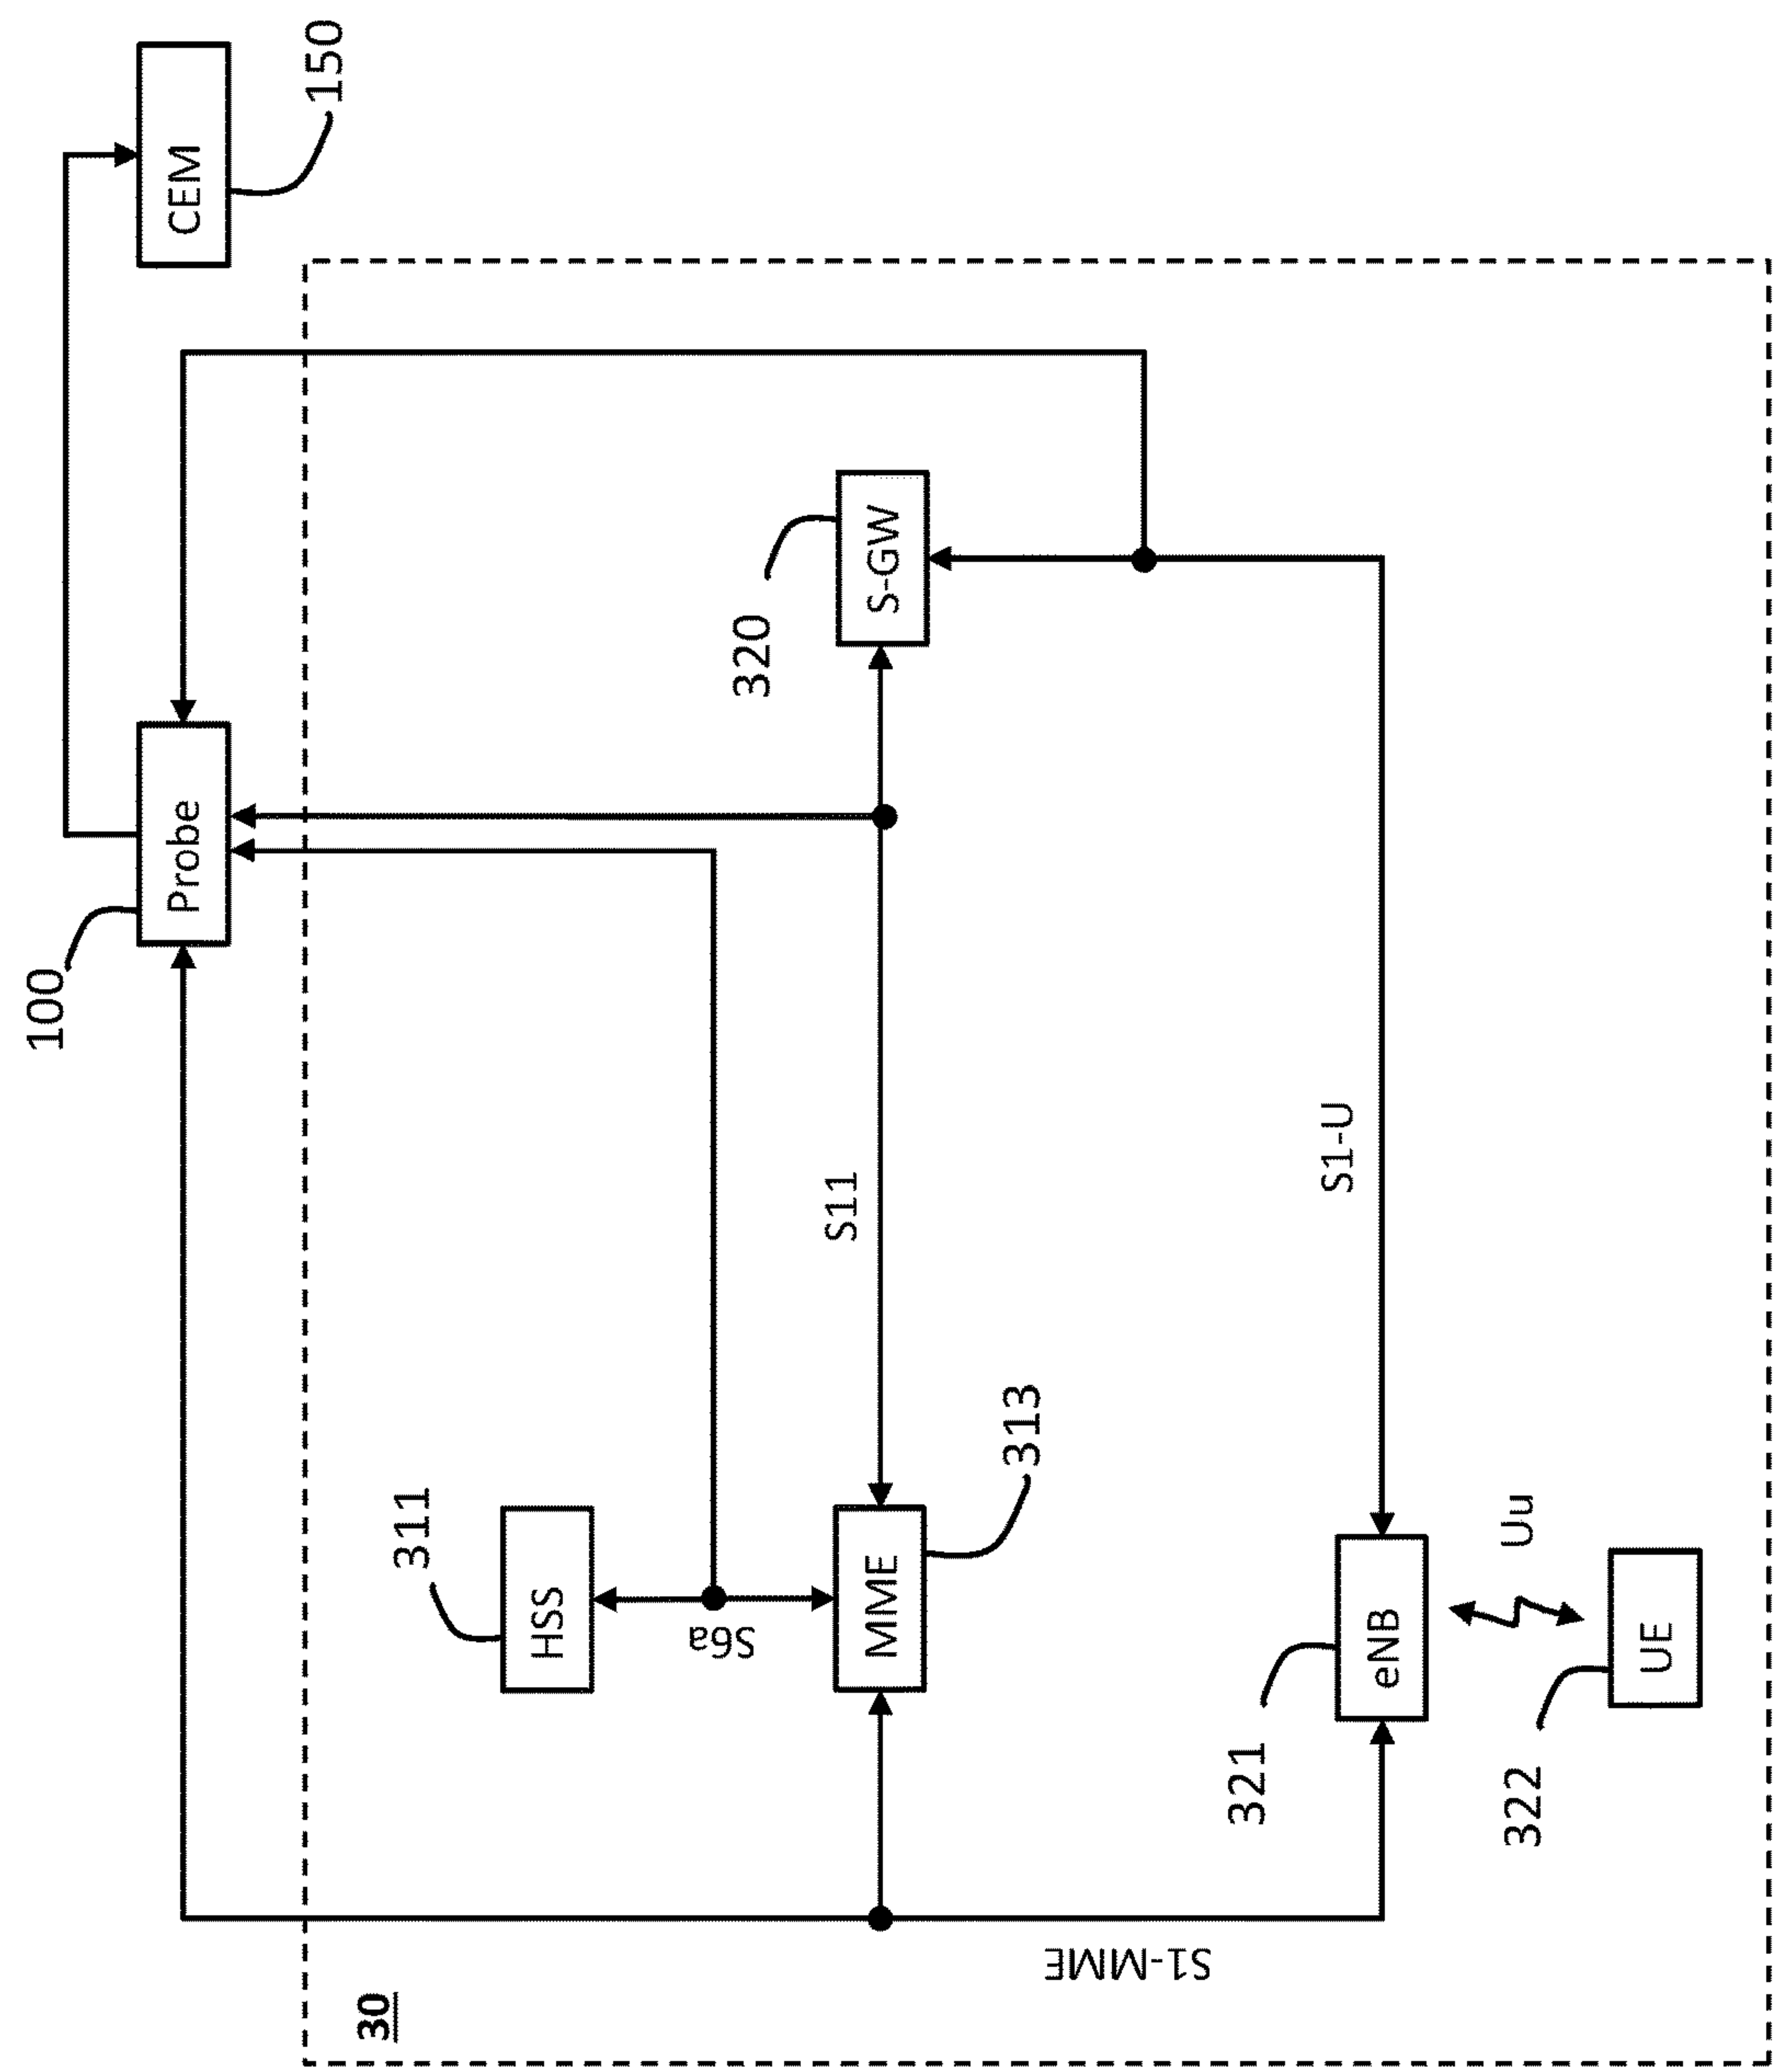 30
100
Probe
CEM
150
311
HSS
S6a
320
S-GW
S11
MME
313
S1-MME
S1-U
321
eNB
Uu
322
UE